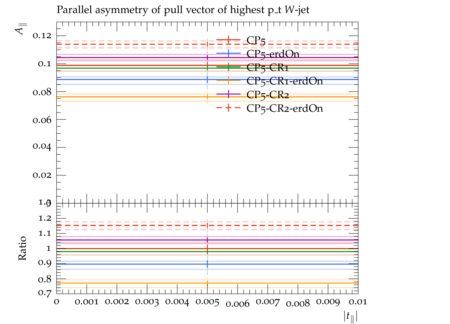 Parallel asymmetry of pull vector of highest p_t W-jet
A∥
0.12
0.1
0.08
0.06
0.04
0.02
CP5
CP5-erdOn
CP5-CR1
CP5-CR1-erdOn
CP5-CR2
CP5-CR2-erdOn
Ratio
1.2
1.1
1
0.9
0.8
0.7
0 0.001 0.002 0.003 0.004 0.005 0.006 0.007 0.008 0.009 0.01
|t∥|